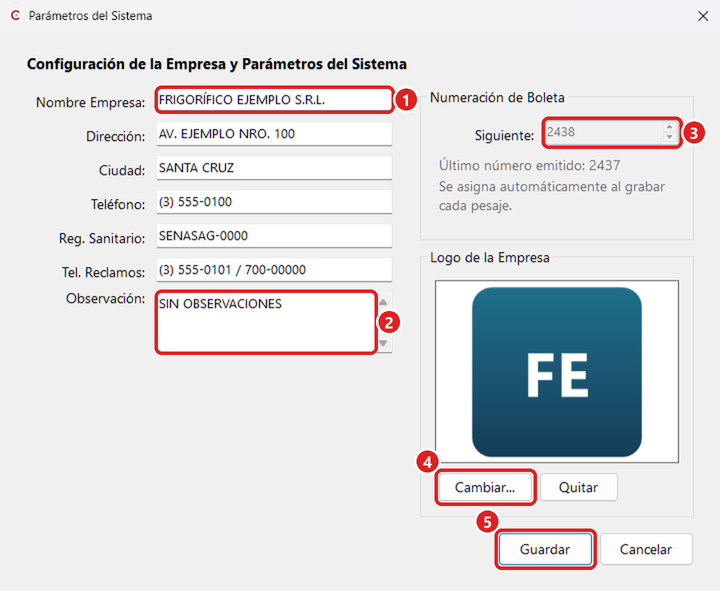 Parámetros del Sistema
Configuración de la Empresa y Parámetros del Sistema
Nombre Empresa: FRIGORÍFICO EJEMPLO S.R.L. 1
Dirección: AV. EJEMPLO NRO. 100
Ciudad: SANTA CRUZ
Teléfono: (3) 555-0100
Reg. Sanitario: SENASAG-0000
Tel. Reclamos: (3) 555-0101 / 700-00000
Observación: SIN OBSERVACIONES
2
Numeración de Boleta
Siguiente: 2438 3
Último número emitido: 2437
Se asigna automáticamente al grabar
cada pesaje.
Logo de la Empresa
FE
4
Cambiar... Quitar
5
Guardar Cancelar